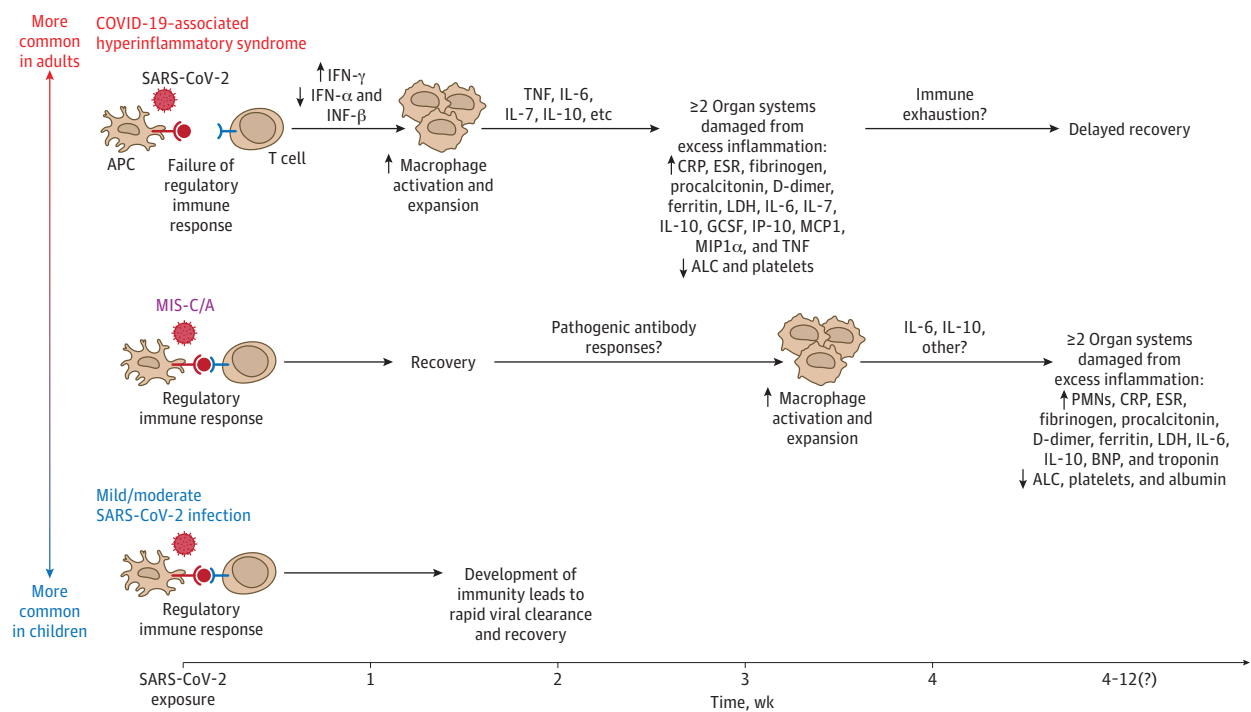 More
common
in adults
COVID-19-associated
hyperinflammatory syndrome
SARS-CoV-2
APC
T cell
Failure of
regulatory
immune
response
↑ IFN-γ
↓ IFN-α and
INF-β
↑ Macrophage
activation and
expansion
TNF, IL-6,
IL-7, IL-10, etc
≥2 Organ systems
damaged from
excess inflammation:
↑ CRP, ESR, fibrinogen,
procalcitonin, D-dimer,
ferritin, LDH, IL-6, IL-7,
IL-10, GCSF, IP-10, MCP1,
MIP1α, and TNF
↓ ALC and platelets
Immune
exhaustion?
Delayed recovery
MIS-C/A
Regulatory
immune response
Recovery
Pathogenic antibody
responses?
↑ Macrophage
activation and
expansion
IL-6, IL-10,
other?
≥2 Organ systems
damaged from
excess inflammation:
↑ PMNs, CRP, ESR,
fibrinogen, procalcitonin,
D-dimer, ferritin, LDH, IL-6,
IL-10, BNP, and troponin
↓ ALC, platelets, and albumin
Mild/moderate
SARS-CoV-2 infection
Regulatory
immune response
Development of
immunity leads to
rapid viral clearance
and recovery
More
common
in children
SARS-CoV-2
exposure
1
2
3
4
4-12(?)
Time, wk